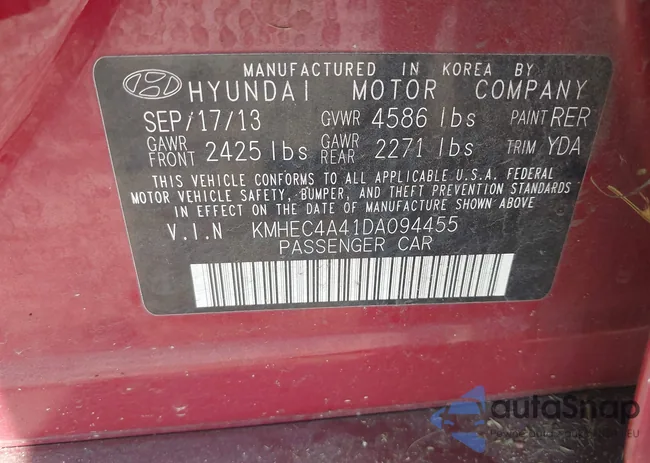 MANUFACTURED IN KOREA BY
HYUNDAI MOTOR COMPANY
SEP/17/13 GVWR 4586 lbs PAINT RER
GAWR FRONT 2425 lbs GAWR REAR 2271 lbs TRIM YDA
THIS VEHICLE CONFORMS TO ALL APPLICABLE U.S.A. FEDERAL
MOTOR VEHICLE SAFETY, BUMPER, AND THEFT PREVENTION STANDARDS
IN EFFECT ON THE DATE OF MANUFACTURE SHOWN ABOVE
V.I.N KMHEC4A41DA094455
PASSENGER CAR
autoSnap